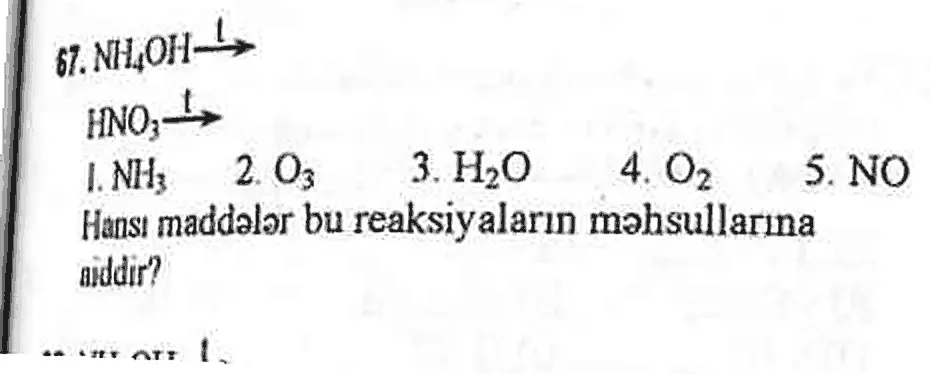 67. NH₄OH →t
HNO₃ →t
1. NH₃ 2. O₃ 3. H₂O 4. O₂ 5. NO
Hansı maddələr bu reaksiyaların məhsullarına
aiddir?